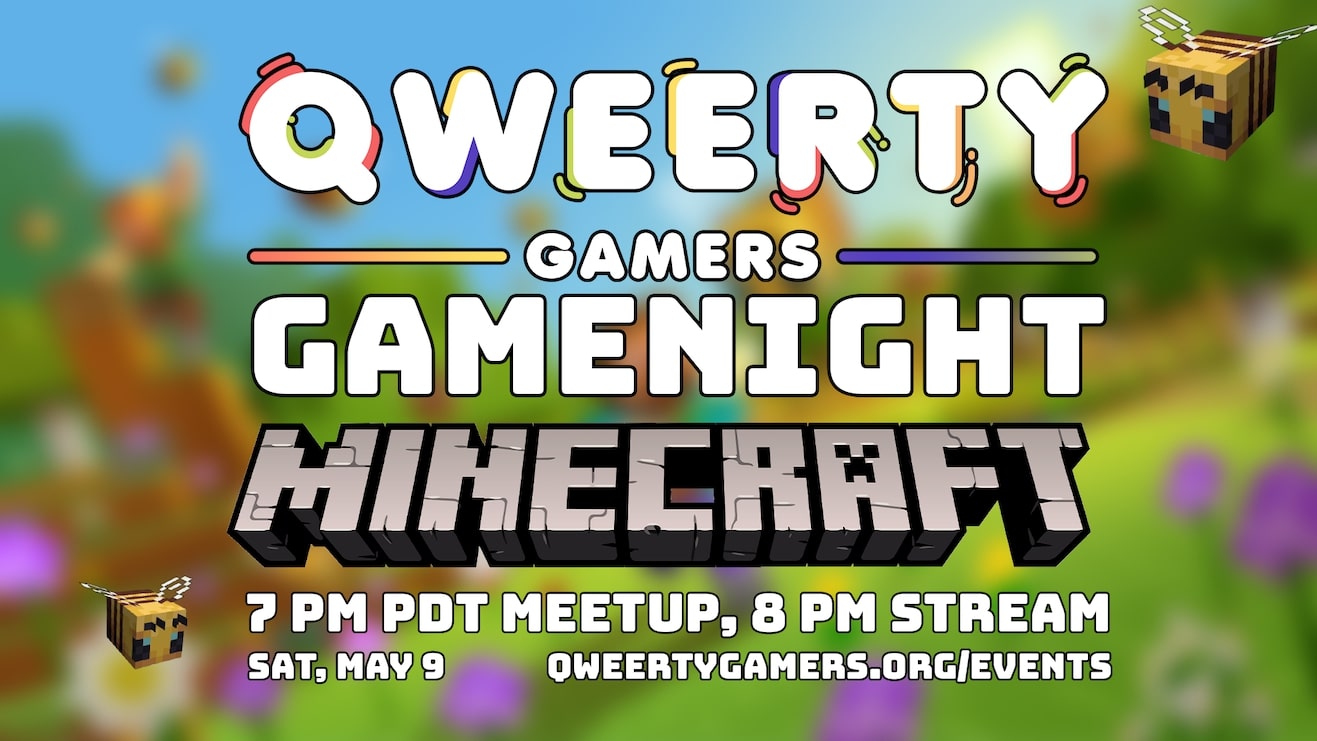 QWEERTY
GAMERS
GAMENIGHT
MINECRAFT
7 PM PDT MEETUP, 8 PM STREAM
SAT, MAY 9 QWEERTYGAMERS.ORG/EVENTS